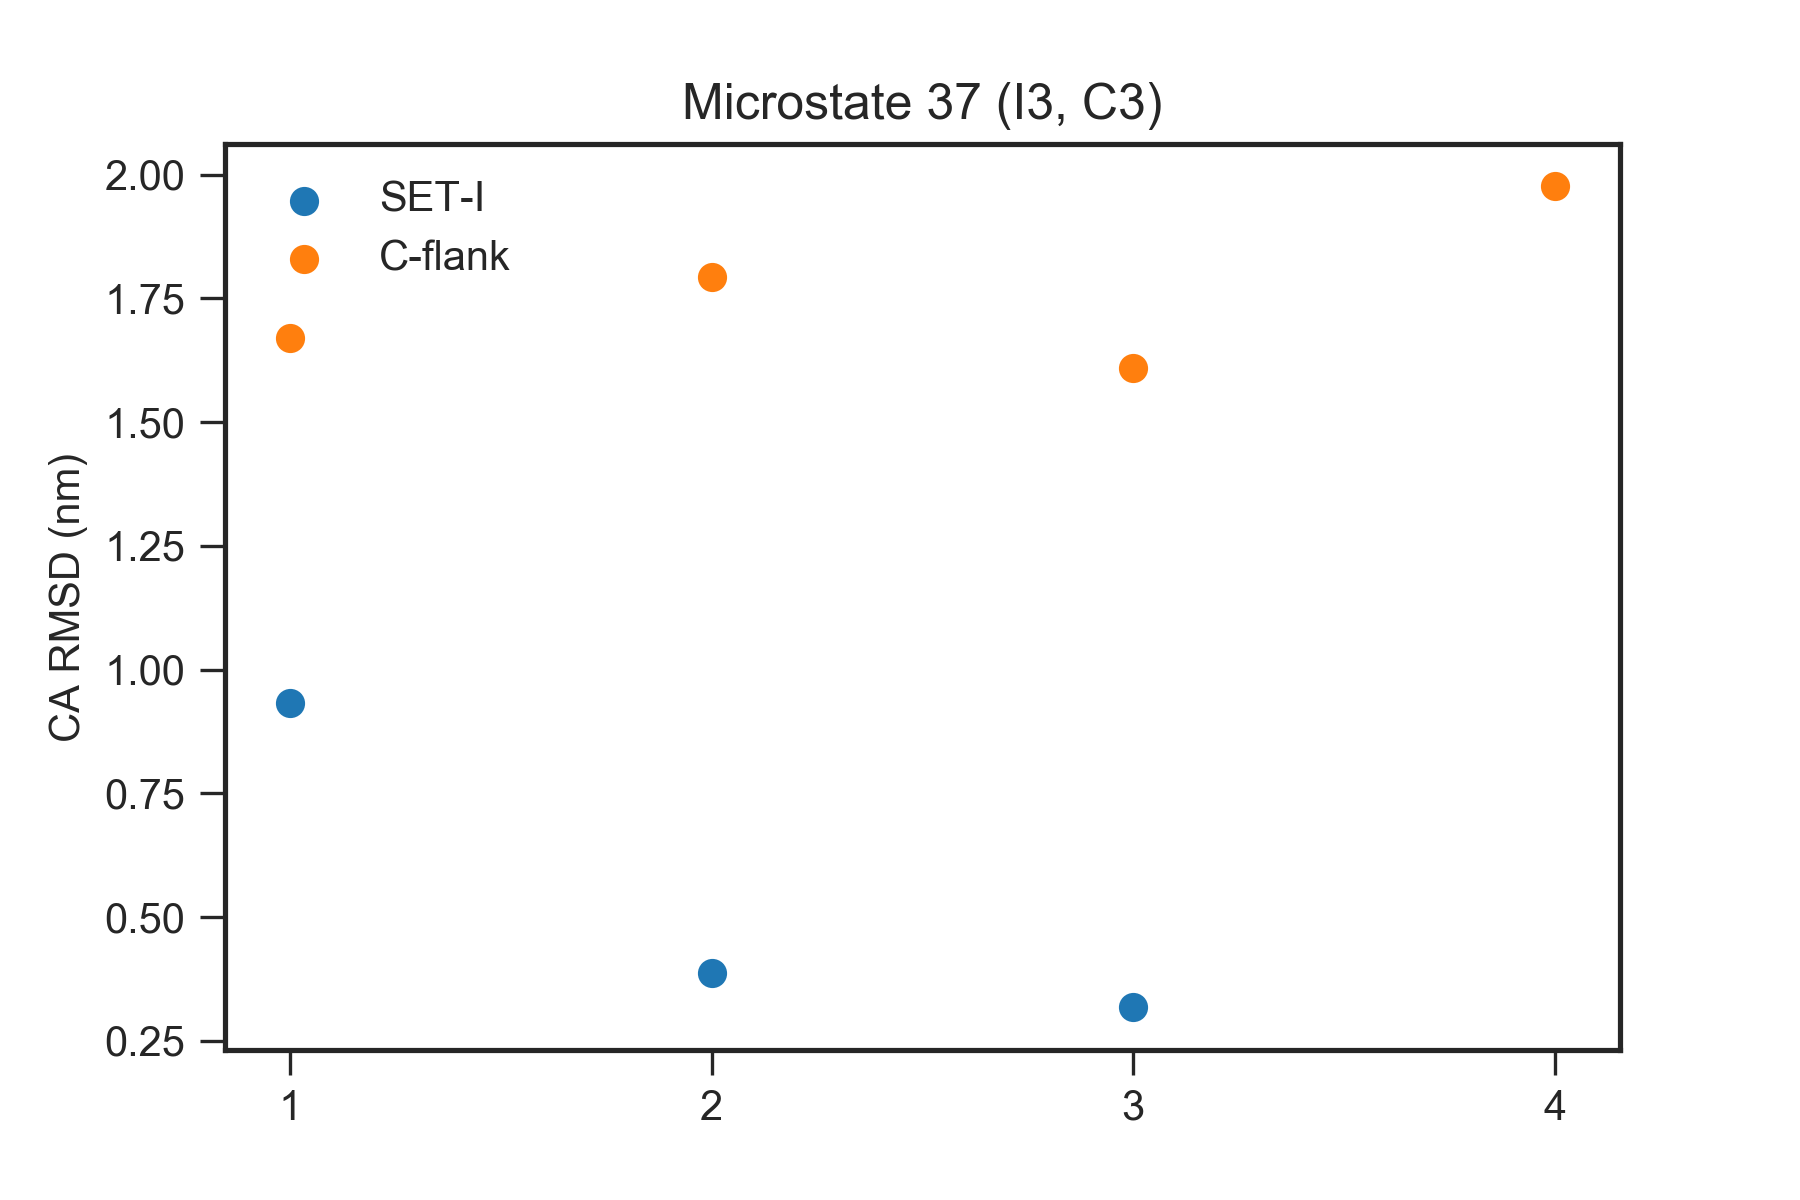 Microstate 37 (I3, C3)
SET-I
C-flank
CA RMSD (nm)
2.00
1.75
1.50
1.25
1.00
0.75
0.50
0.25
1 2 3 4